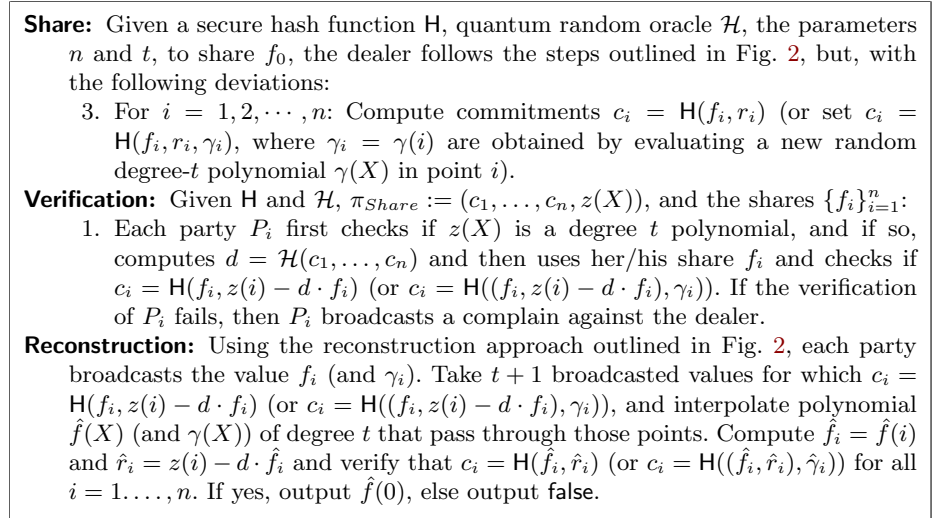 Share: Given a secure hash function H, quantum random oracle ℋ, the parameters
n and t, to share f₀, the dealer follows the steps outlined in Fig. 2, but, with
the following deviations:
3. For i = 1, 2, ⋯ , n: Compute commitments cᵢ = H(fᵢ, rᵢ) (or set cᵢ =
H(fᵢ, rᵢ, γᵢ), where γᵢ = γ(i) are obtained by evaluating a new random
degree-t polynomial γ(X) in point i).
Verification: Given H and ℋ, π_Share := (c₁, . . . , cₙ, z(X)), and the shares {fᵢ}ⁿᵢ₌₁:
1. Each party Pᵢ first checks if z(X) is a degree t polynomial, and if so,
computes d = ℋ(c₁, . . . , cₙ) and then uses her/his share fᵢ and checks if
cᵢ = H(fᵢ, z(i) − d · fᵢ) (or cᵢ = H((fᵢ, z(i) − d · fᵢ), γᵢ)). If the verification
of Pᵢ fails, then Pᵢ broadcasts a complain against the dealer.
Reconstruction: Using the reconstruction approach outlined in Fig. 2, each party
broadcasts the value fᵢ (and γᵢ). Take t + 1 broadcasted values for which cᵢ =
H(fᵢ, z(i) − d · fᵢ) (or cᵢ = H((fᵢ, z(i) − d · fᵢ), γᵢ)), and interpolate polynomial
f̂(X) (and γ(X)) of degree t that pass through those points. Compute f̂ᵢ = f̂(i)
and r̂ᵢ = z(i) − d · f̂ᵢ and verify that cᵢ = H(f̂ᵢ, r̂ᵢ) (or cᵢ = H((f̂ᵢ, r̂ᵢ), γ̂ᵢ)) for all
i = 1. . . . , n. If yes, output f̂(0), else output false.